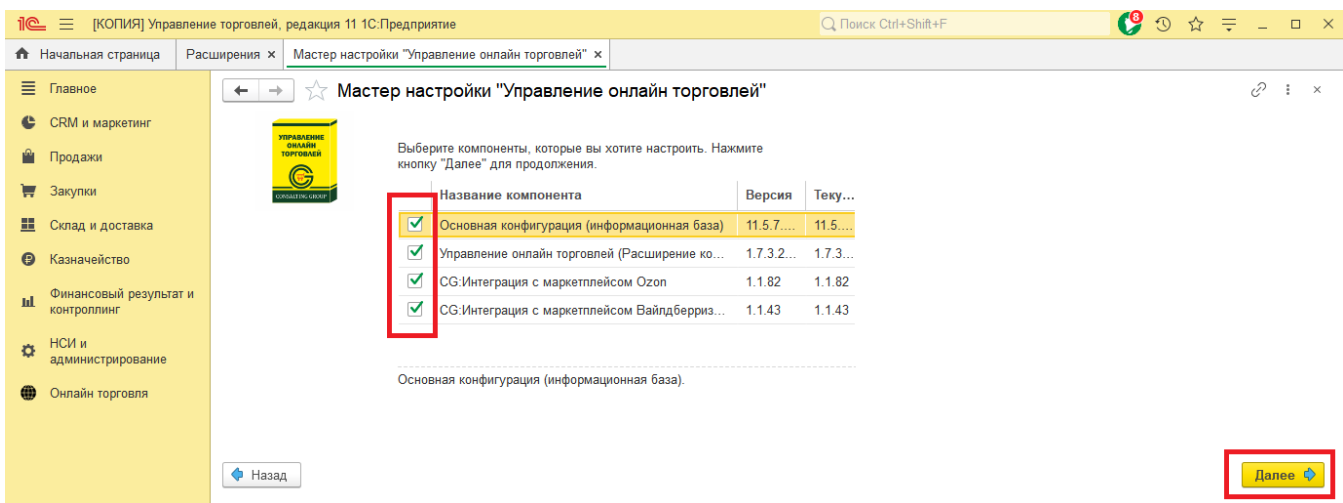 [КОПИЯ] Управление торговлей, редакция 11 1С:Предприятие
Поиск Ctrl+Shift+F
8
Начальная страница
Расширения ×
Мастер настройки "Управление онлайн торговлей" ×
Главное
CRM и маркетинг
Продажи
Закупки
Склад и доставка
Казначейство
Финансовый результат и
контроллинг
НСИ и
администрирование
Онлайн торговля
Мастер настройки "Управление онлайн торговлей"
УПРАВЛЕНИЕ
ОНЛАЙН
ТОРГОВЛЕЙ
CONSALTING GROUP
Выберите компоненты, которые вы хотите настроить. Нажмите
кнопку "Далее" для продолжения.
Название компонента Версия Теку...
Основная конфигурация (информационная база) 11.5.7.... 11.5....
Управление онлайн торговлей (Расширение ко... 1.7.3.2... 1.7.3...
CG:Интеграция с маркетплейсом Ozon 1.1.82 1.1.82
CG:Интеграция с маркетплейсом Вайлдберриз... 1.1.43 1.1.43
Основная конфигурация (информационная база).
Назад
Далее